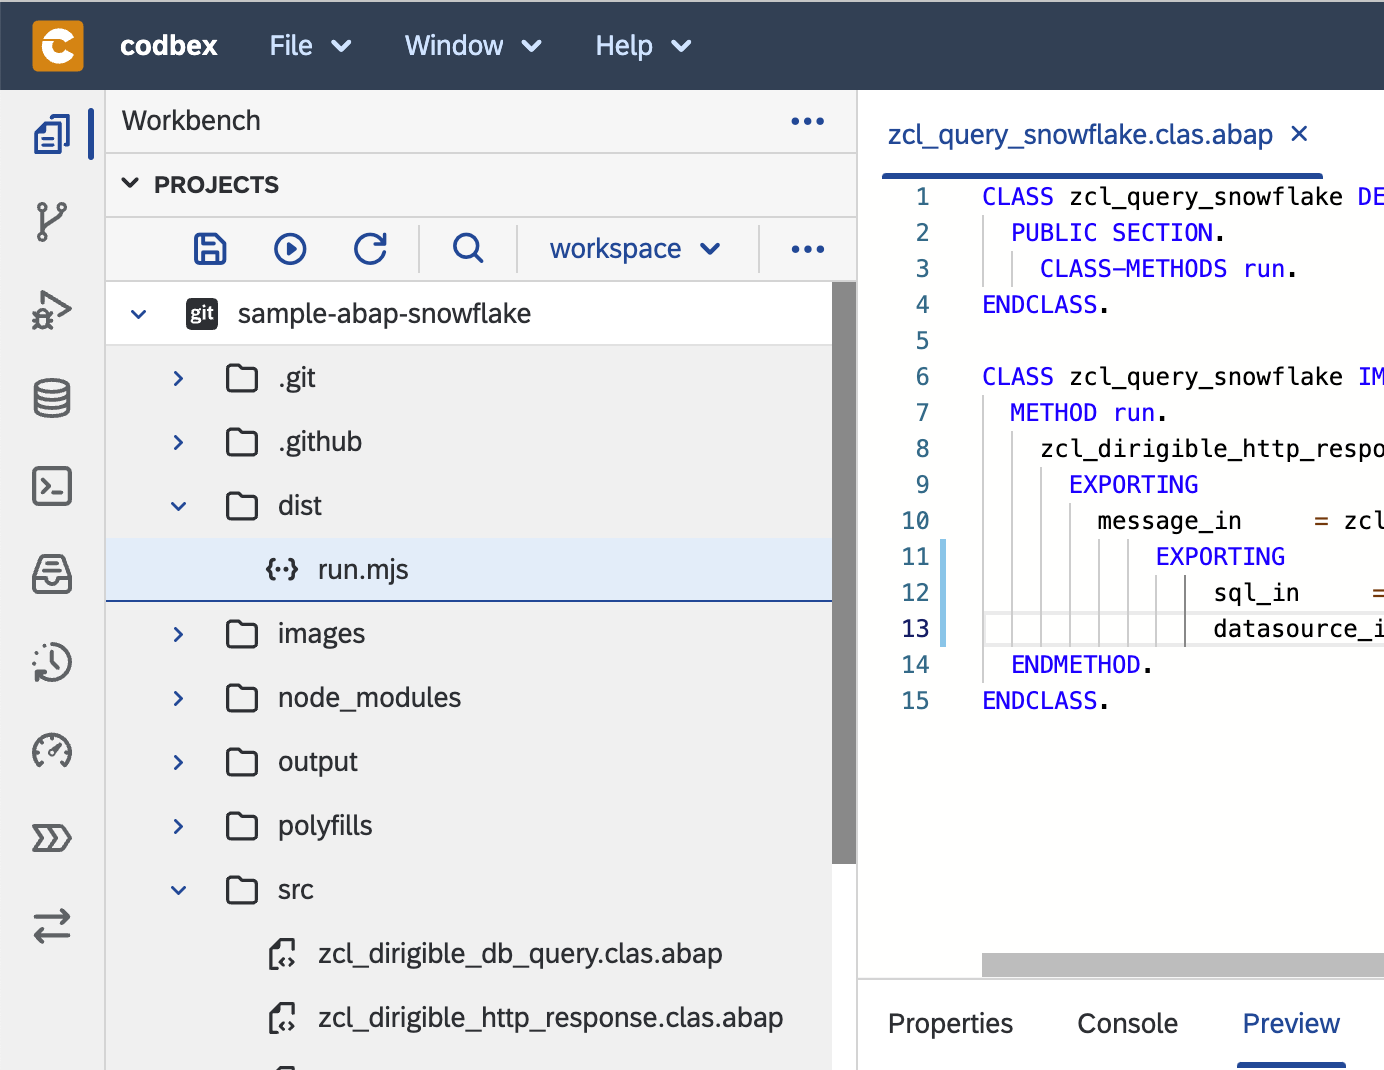 codbex File Window Help
Workbench
PROJECTS
workspace
git sample-abap-snowflake
.git
.github
dist
run.mjs
images
node_modules
output
polyfills
src
zcl_dirigible_db_query.clas.abap
zcl_dirigible_http_response.clas.abap
zcl_query_snowflake.clas.abap
1 CLASS zcl_query_snowflake DE
2 PUBLIC SECTION.
3 CLASS-METHODS run.
4 ENDCLASS.
5
6 CLASS zcl_query_snowflake IM
7 METHOD run.
8 zcl_dirigible_http_respo
9 EXPORTING
10 message_in = zcl
11 EXPORTING
12 sql_in =
13 datasource_i
14 ENDMETHOD.
15 ENDCLASS.
Properties Console Preview